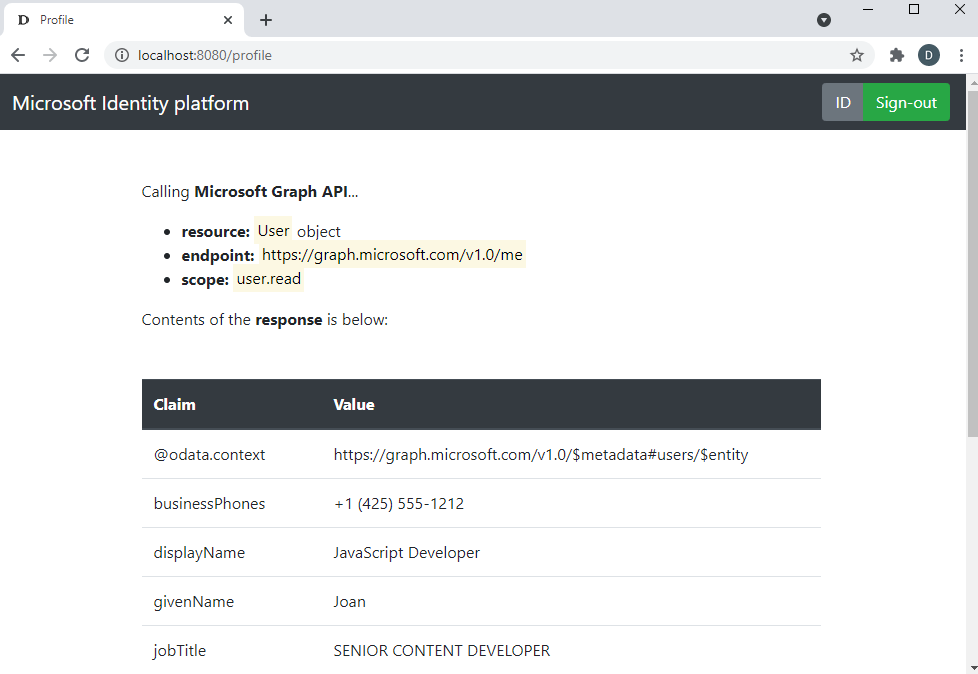 D Profile
localhost:8080/profile
D
Microsoft Identity platform
ID Sign-out
Calling Microsoft Graph API...
• resource: User object
• endpoint: https://graph.microsoft.com/v1.0/me
• scope: user.read
Contents of the response is below:
Claim Value
@odata.context https://graph.microsoft.com/v1.0/$metadata#users/$entity
businessPhones +1 (425) 555-1212
displayName JavaScript Developer
givenName Joan
jobTitle SENIOR CONTENT DEVELOPER